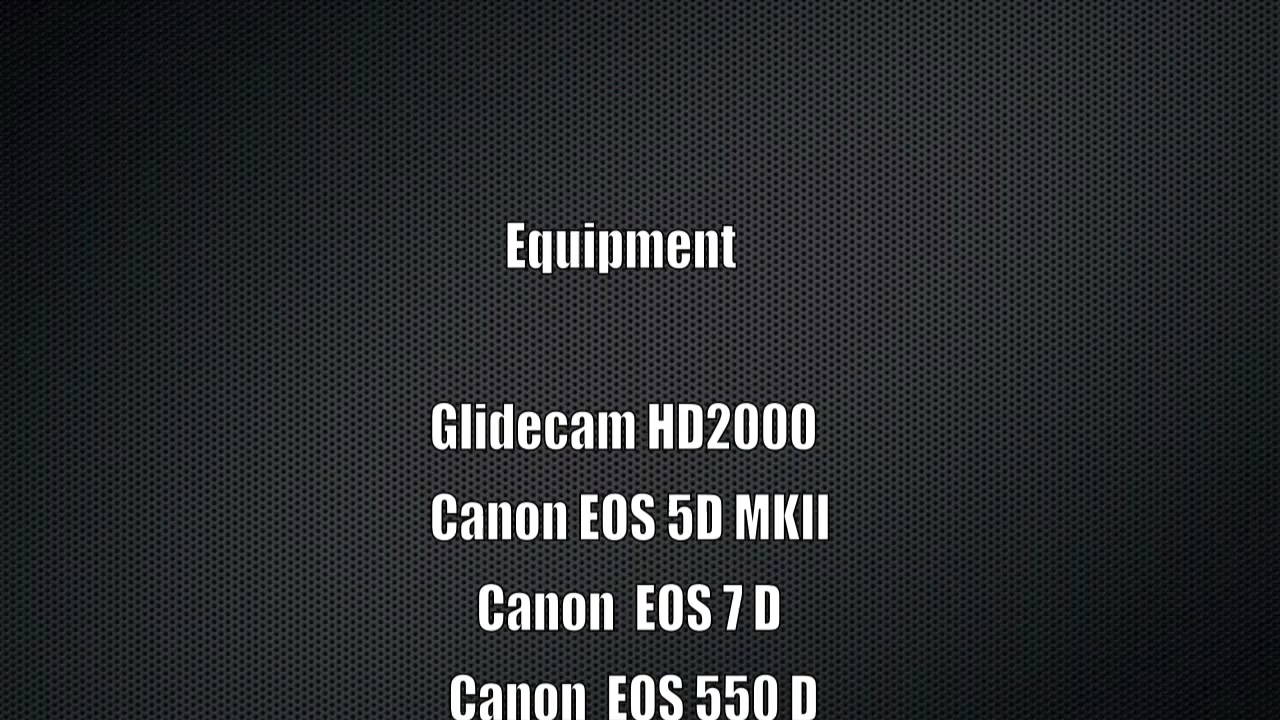 Equipment
Glidecam HD2000
Canon EOS 5D MKII
Canon EOS 7 D
Canon EOS 550 D